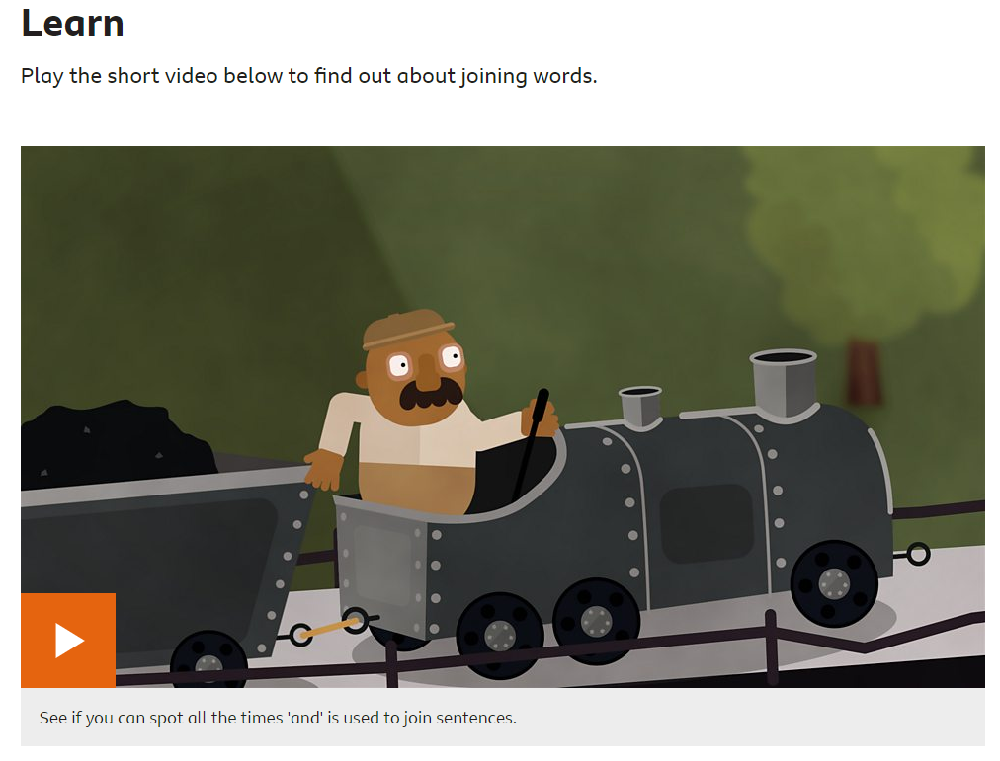 Learn
Play the short video below to find out about joining words.
See if you can spot all the times 'and' is used to join sentences.